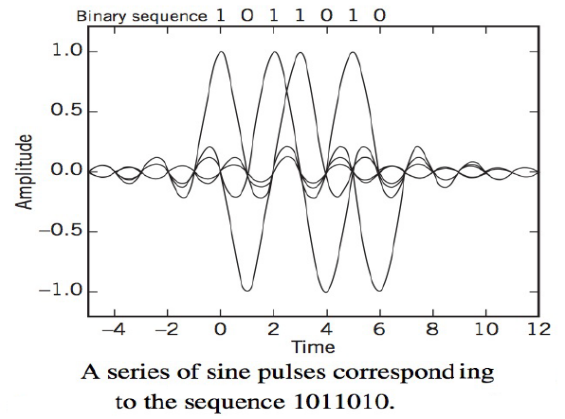 Binary sequence 1 0 1 1 0 1 0
1.0
0.5
0.0
−0.5
−1.0
Amplitude
−4 −2 0 2 4 6 8 10 12
Time
A series of sine pulses corresponding
to the sequence 1011010.